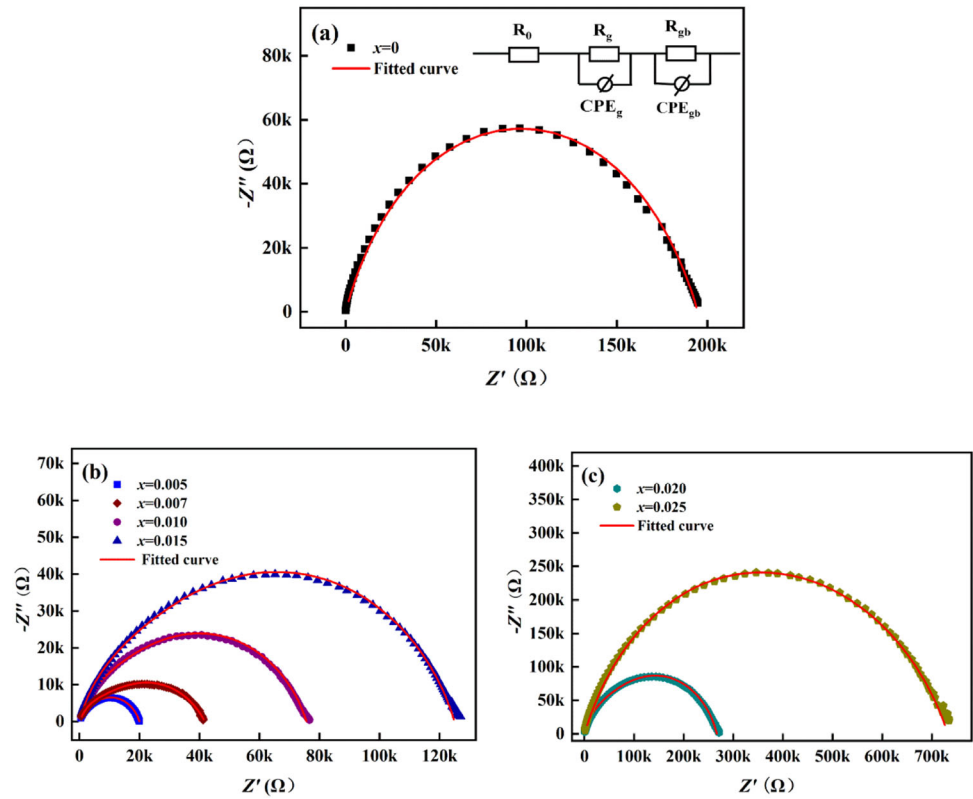 (a)
x=0
Fitted curve
R0
Rg
Rgb
CPEg
CPEgb
80k
60k
40k
20k
0
-Z″(Ω)
0 50k 100k 150k 200k
Z′(Ω)
(b)
x=0.005
x=0.007
x=0.010
x=0.015
Fitted curve
70k
60k
50k
40k
30k
20k
10k
0
-Z″(Ω)
0 20k 40k 60k 80k 100k 120k
Z′(Ω)
(c)
x=0.020
x=0.025
Fitted curve
400k
350k
300k
250k
200k
150k
100k
50k
0
-Z″(Ω)
0 100k 200k 300k 400k 500k 600k 700k
Z′(Ω)